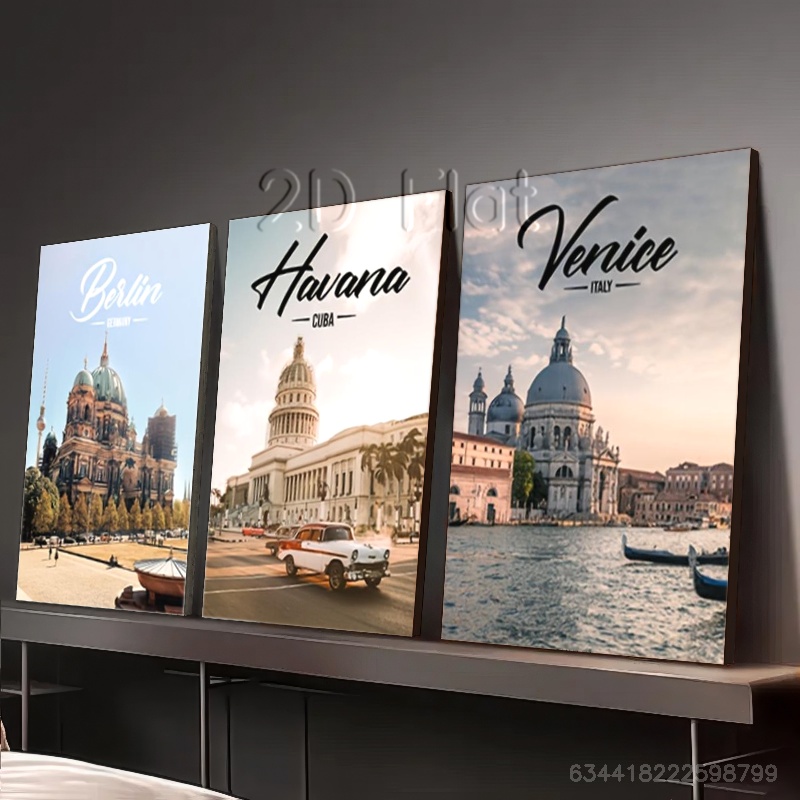 2D Flat
Berlin
GERMANY
Havana
CUBA
Venice
ITALY
634418222598799